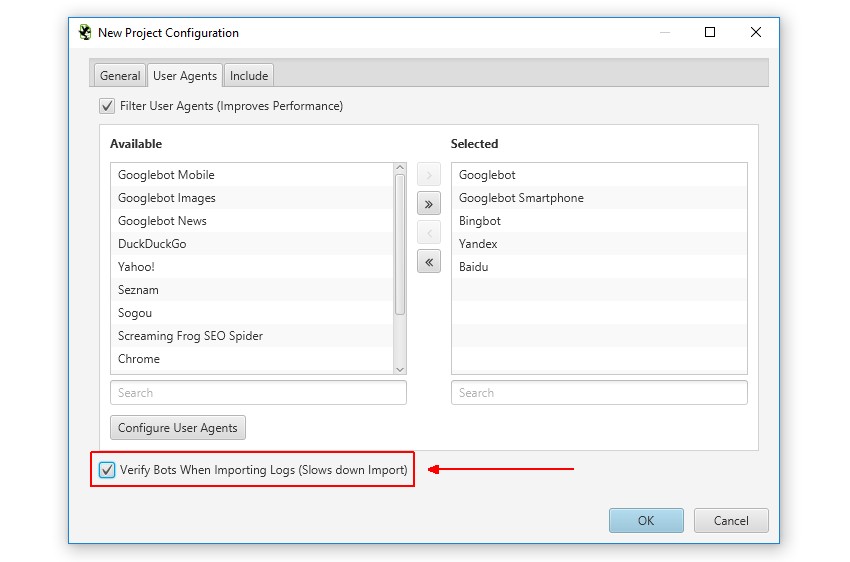 New Project Configuration
General User Agents Include
Filter User Agents (Improves Performance)
Available
Selected
Googlebot Mobile
Googlebot Images
Googlebot News
DuckDuckGo
Yahoo!
Seznam
Sogou
Screaming Frog SEO Spider
Chrome
Googlebot
Googlebot Smartphone
Bingbot
Yandex
Baidu
Search
Search
Configure User Agents
Verify Bots When Importing Logs (Slows down Import)
OK
Cancel